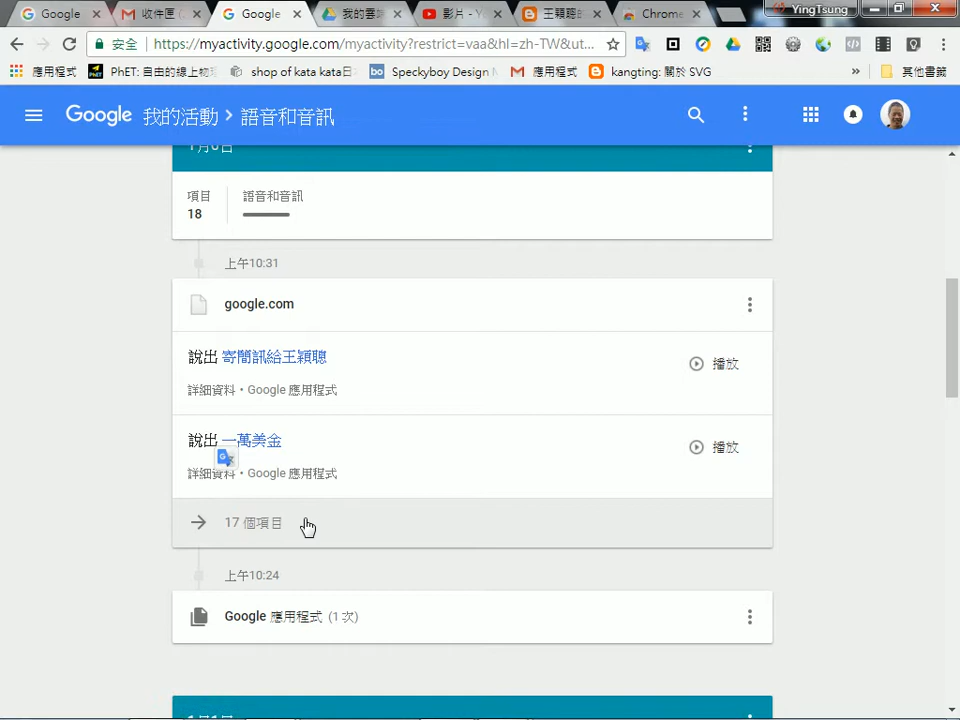 Google
收件匣 (
Google
我的雲端
影片 - Yo
王穎聰的
Chrome
YingTsung
安全
https://myactivity.google.com/myactivity?restrict=vaa&hl=zh-TW&ut...
應用程式
PhET: 自由的線上物理
shop of kata kata日
Speckyboy Design M
應用程式
kangting: 關於 SVG
»
其他書籤
Google 我的活動 > 語音和音訊
項目
語音和音訊
18
上午10:31
google.com
說出 寄簡訊給王穎聰
播放
詳細資料 • Google 應用程式
說出 一萬美金
播放
詳細資料 • Google 應用程式
17 個項目
上午10:24
Google 應用程式 (1 次)